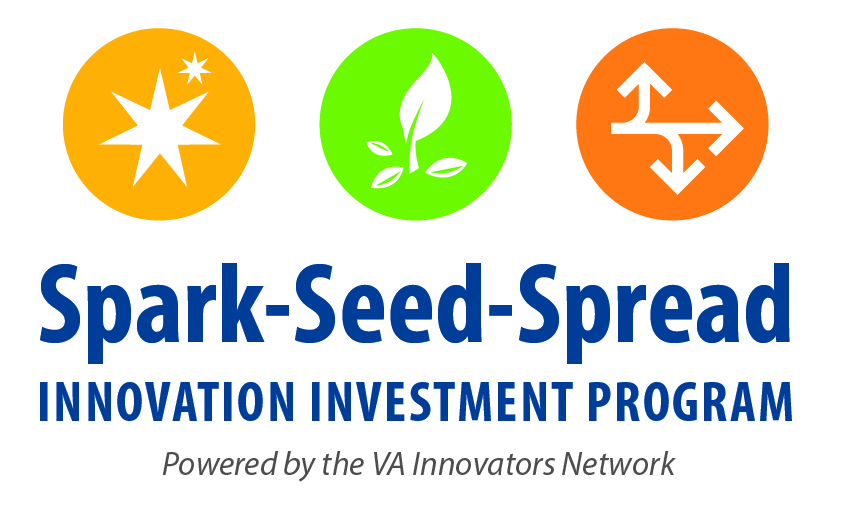 Spark-Seed-Spread
INNOVATION INVESTMENT PROGRAM
Powered by the VA Innovators Network